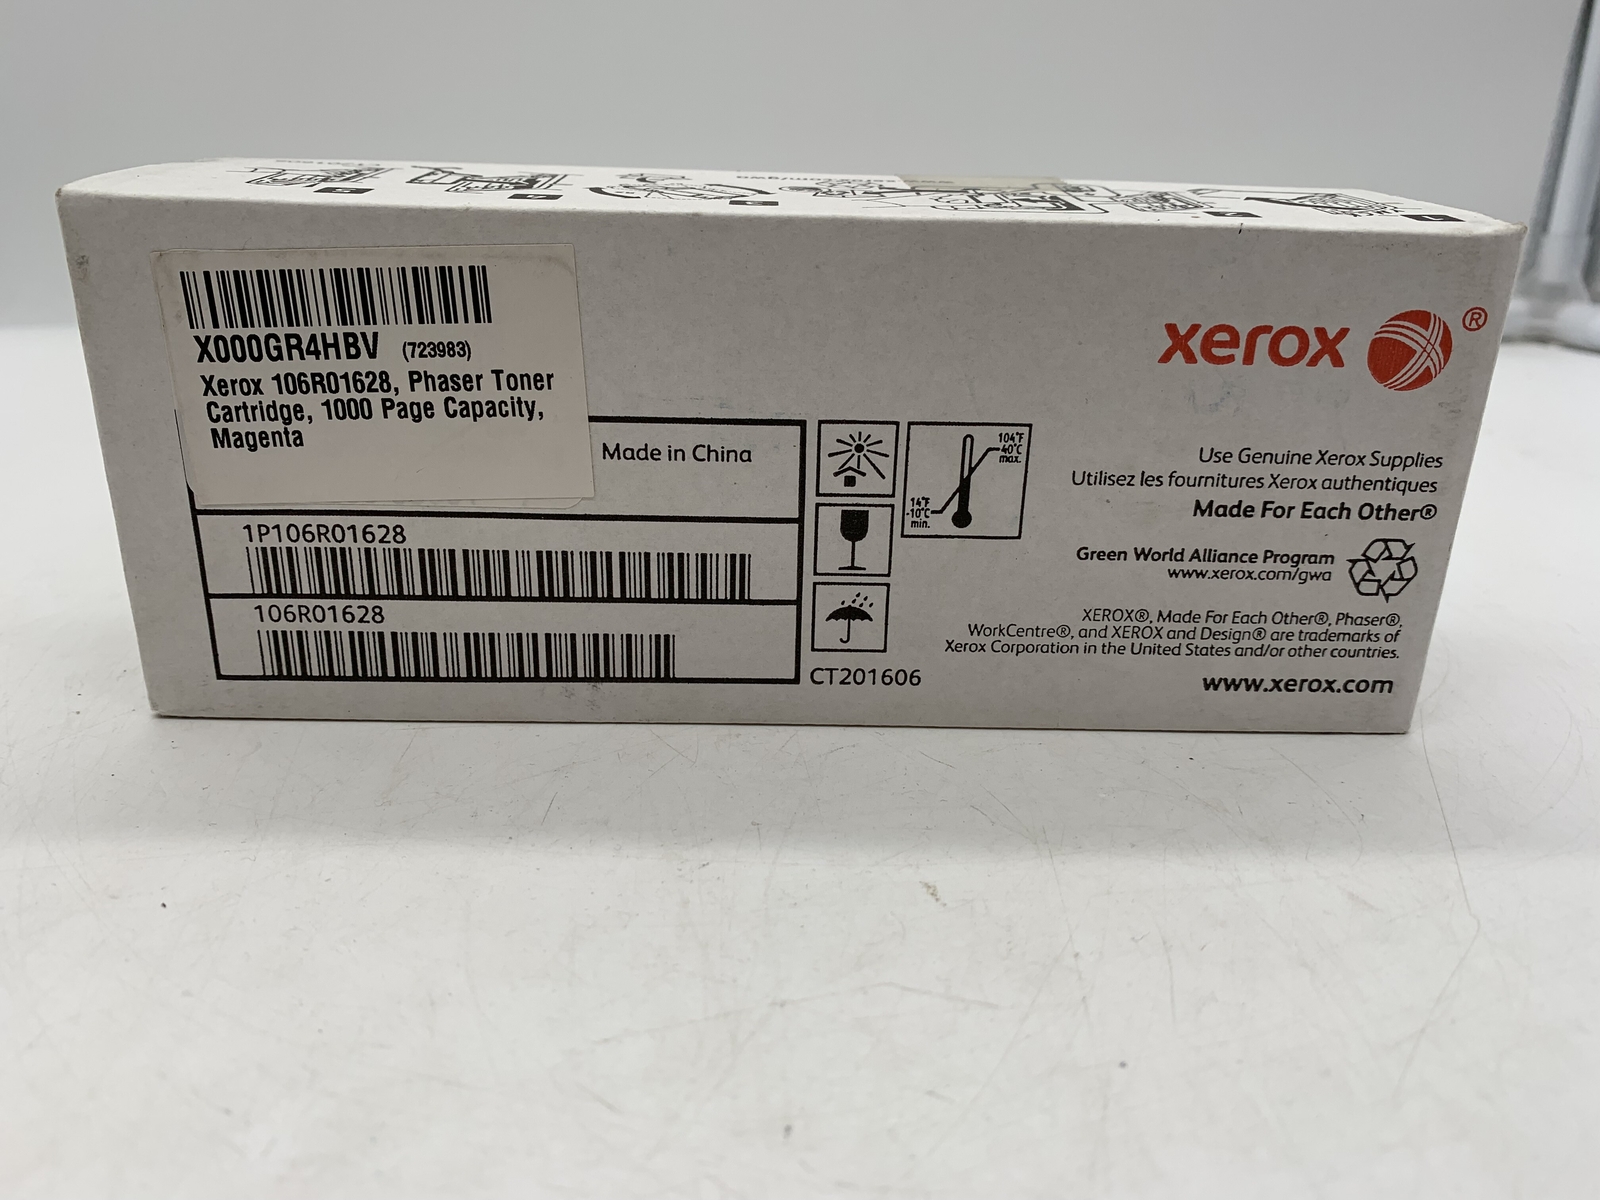 X000GR4HBV (723983)
Xerox 106R01628, Phaser Toner
Cartridge, 1000 Page Capacity,
Magenta
Made in China
1P106R01628
106R01628
104°F
40°C
max.
14°F
-10°C
min.
CT201606
xerox ®
Use Genuine Xerox Supplies
Utilisez les fournitures Xerox authentiques
Made For Each Other®
Green World Alliance Program
www.xerox.com/gwa
XEROX®, Made For Each Other®, Phaser®,
WorkCentre®, and XEROX and Design® are trademarks of
Xerox Corporation in the United States and/or other countries.
www.xerox.com